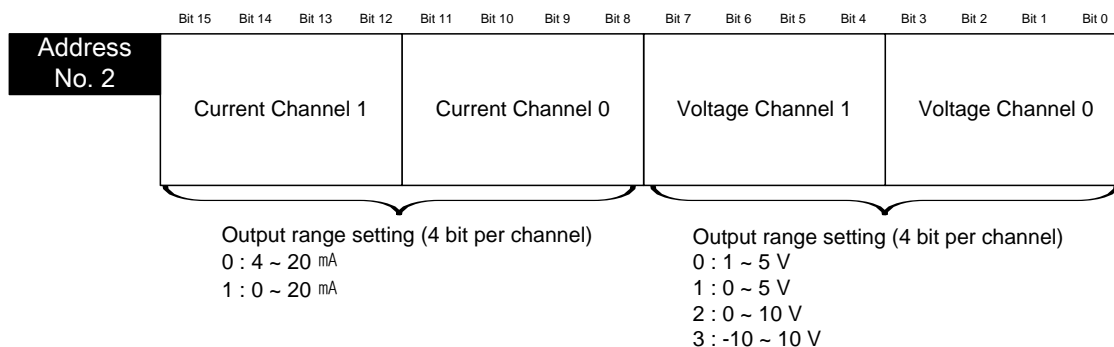 Bit 15 Bit 14 Bit 13 Bit 12 Bit 11 Bit 10 Bit 9 Bit 8 Bit 7 Bit 6 Bit 5 Bit 4 Bit 3 Bit 2 Bit 1 Bit 0
Address
No. 2
Current Channel 1 Current Channel 0 Voltage Channel 1 Voltage Channel 0
Output range setting (4 bit per channel)
0 : 4 ~ 20 ㎃
1 : 0 ~ 20 ㎃
Output range setting (4 bit per channel)
0 : 1 ~ 5 V
1 : 0 ~ 5 V
2 : 0 ~ 10 V
3 : -10 ~ 10 V